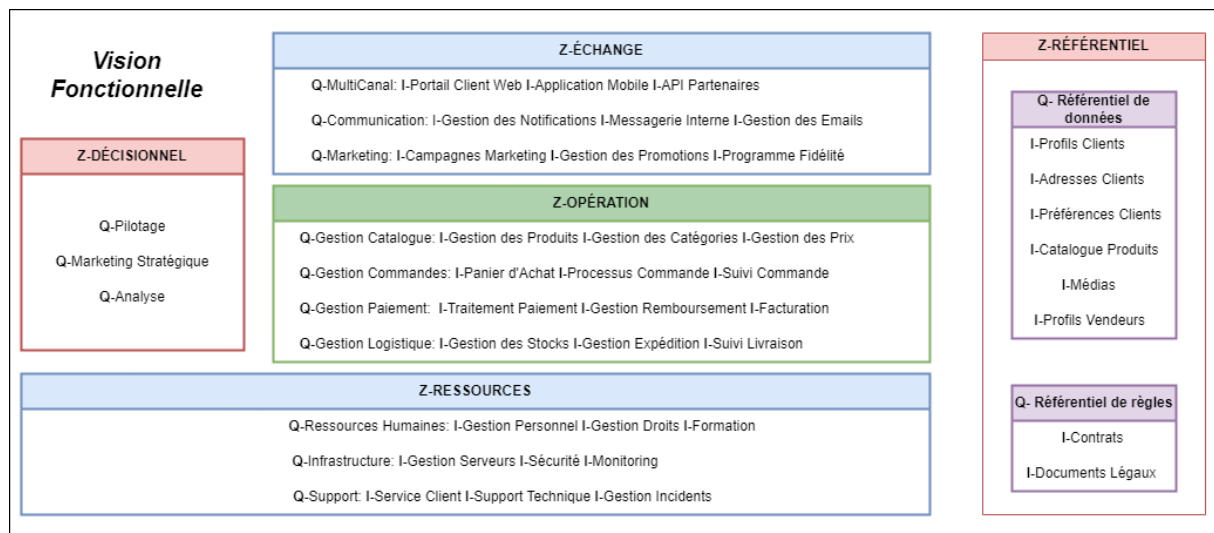 Vision
Fonctionnelle
Z-DÉCISIONNEL
Q-Pilotage
Q-Marketing Stratégique
Q-Analyse
Z-ÉCHANGE
Q-MultiCanal: I-Portail Client Web I-Application Mobile I-API Partenaires
Q-Communication: I-Gestion des Notifications I-Messagerie Interne I-Gestion des Emails
Q-Marketing: I-Campagnes Marketing I-Gestion des Promotions I-Programme Fidélité
Z-OPÉRATION
Q-Gestion Catalogue: I-Gestion des Produits I-Gestion des Catégories I-Gestion des Prix
Q-Gestion Commandes: I-Panier d'Achat I-Processus Commande I-Suivi Commande
Q-Gestion Paiement: I-Traitement Paiement I-Gestion Remboursement I-Facturation
Q-Gestion Logistique: I-Gestion des Stocks I-Gestion Expédition I-Suivi Livraison
Z-RESSOURCES
Q-Ressources Humaines: I-Gestion Personnel I-Gestion Droits I-Formation
Q-Infrastructure: I-Gestion Serveurs I-Sécurité I-Monitoring
Q-Support: I-Service Client I-Support Technique I-Gestion Incidents
Z-RÉFÉRENTIEL
Q- Référentiel de
données
I-Profils Clients
I-Adresses Clients
I-Préférences Clients
I-Catalogue Produits
I-Médias
I-Profils Vendeurs
Q- Référentiel de règles
I-Contrats
I-Documents Légaux